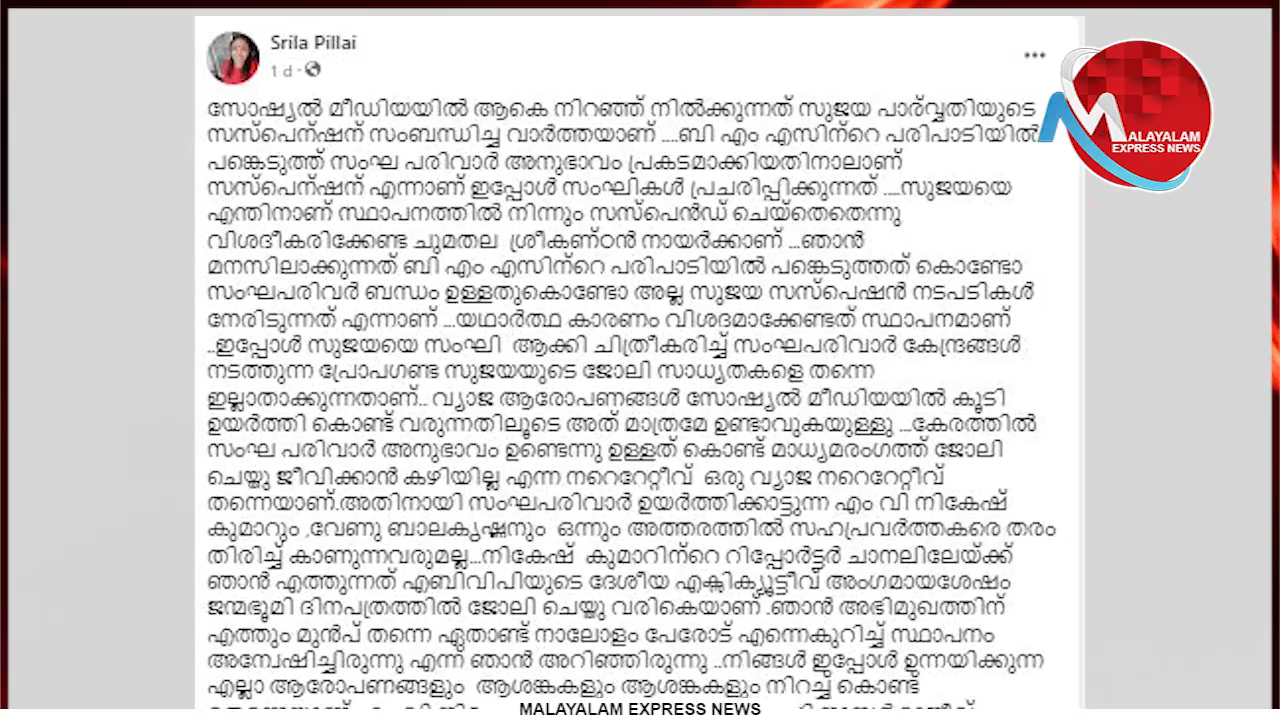 Srila Pillai
1 d ·
സോഷ്യൽ മീഡിയയിൽ ആകെ നിറഞ്ഞ് നിൽക്കുന്നത് സുജയ പാര്വ്വതിയുടെ
സസ്പെന്ഷന് സംബന്ധിച്ച വാർത്തയാണ് ....ബി എം എസിന്റെ പരിപാടിയിൽ
പങ്കെടുത്ത് സംഘ പരിവാർ അനുഭാവം പ്രകടമാക്കിയതിനാലാണ്
സസ്പെന്ഷന് എന്നാണ് ഇപ്പോൾ സംഘികൾ പ്രചരിപ്പിക്കുന്നത് ....സുജയയെ
എന്തിനാണ് സ്ഥാപനത്തിൽ നിന്നും സസ്പെൻഡ് ചെയ്തെതെന്നു
വിശദീകരിക്കേണ്ട ചുമതല ശ്രീകണ്ഠൻ നായർക്കാണ് ...ഞാൻ
മനസിലാക്കുന്നത് ബി എം എസിന്റെ പരിപാടിയിൽ പങ്കെടുത്തത് കൊണ്ടോ
സംഘപരിവർ ബന്ധം ഉള്ളതുകൊണ്ടോ അല്ല സുജയ സസ്പെഷൻ നടപടികൾ
നേരിടുന്നത് എന്നാണ് ...യഥാർത്ഥ കാരണം വിശദമാക്കേണ്ടത് സ്ഥാപനമാണ്
..ഇപ്പോൾ സുജയയെ സംഘി ആക്കി ചിത്രീകരിച്ച് സംഘപരിവാർ കേന്ദ്രങ്ങൾ
നടത്തുന്ന പ്രോപഗണ്ട സുജയയുടെ ജോലി സാധ്യതകളെ തന്നെ
ഇല്ലാതാക്കുന്നതാണ്.. വ്യാജ ആരോപണങ്ങൾ സോഷ്യൽ മീഡിയയിൽ കൂടി
ഉയർത്തി കൊണ്ട് വരുന്നതിലൂടെ അത് മാത്രമേ ഉണ്ടാവുകയുള്ളു ...കേരത്തിൽ
സംഘ പരിവാർ അനുഭാവം ഉണ്ടെന്നു ഉള്ളത് കൊണ്ട് മാധ്യമരംഗത്ത് ജോലി
ചെയ്തു ജീവിക്കാൻ കഴിയില്ല എന്ന നറെറേറ്റീവ് ഒരു വ്യാജ നറെറേറ്റീവ്
തന്നെയാണ്.അതിനായി സംഘപരിവാർ ഉയർത്തിക്കാട്ടുന്ന എം വി നികേഷ്
കുമാറും ,വേണു ബാലകൃഷ്ണനും ഒന്നും അത്തരത്തിൽ സഹപ്രവർത്തകരെ തരം
തിരിച്ച് കാണുന്നവരുമല്ല...നികേഷ് കുമാറിന്റെ റിപ്പോർട്ടർ ചാനലിലേയ്ക്ക്
ഞാൻ എത്തുന്നത് എബിവിപിയുടെ ദേശീയ എക്സിക്യൂട്ടീവ് അംഗമായശേഷം
ജന്മഭൂമി ദിനപത്രത്തിൽ ജോലി ചെയ്തു വരികെയാണ് .ഞാൻ അഭിമുഖത്തിന്
എത്തും മുൻപ് തന്നെ ഏതാണ്ട് നാലോളം പേരോട് എന്നെകുറിച്ച് സ്ഥാപനം
അന്വേഷിച്ചിരുന്നു എന്ന് ഞാൻ അറിഞ്ഞിരുന്നു ..നിങ്ങൾ ഇപ്പോൾ ഉന്നയിക്കുന്ന
എല്ലാ ആരോപണങ്ങളും ആശങ്കകളും ആശങ്കകളും നിറച്ച് കൊണ്ട്
MALAYALAM
EXPRESS NEWS
MALAYALAM EXPRESS NEWS